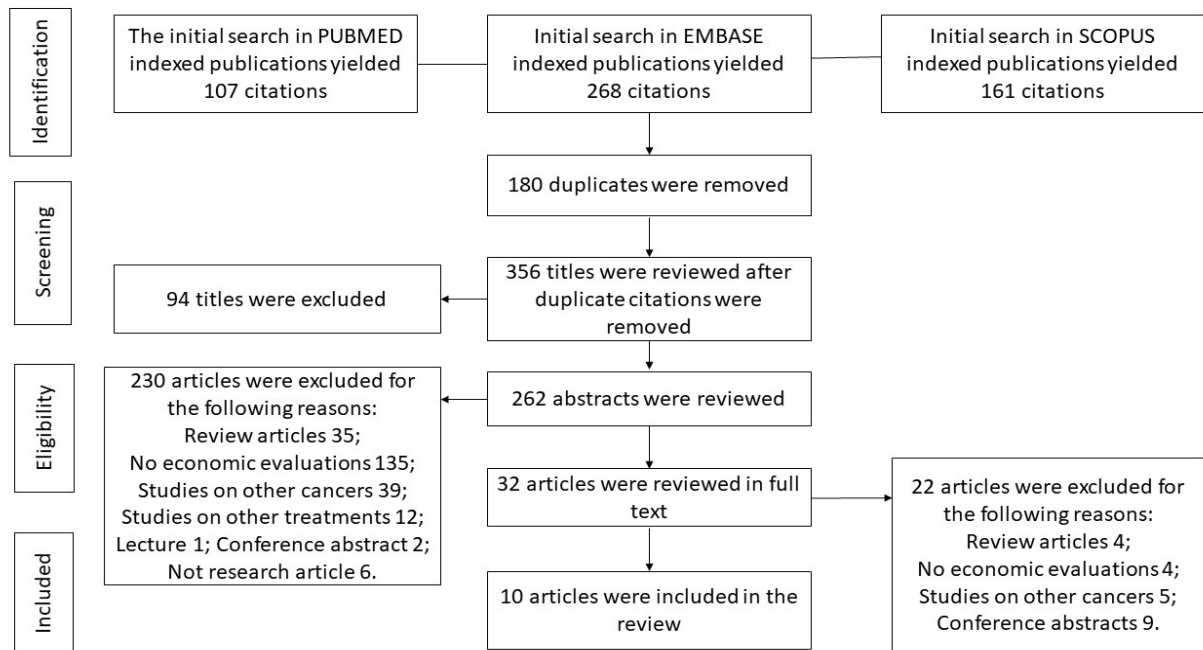 Identification
The initial search in PUBMED
indexed publications yielded
107 citations
Initial search in EMBASE
indexed publications yielded
268 citations
Initial search in SCOPUS
indexed publications yielded
161 citations
180 duplicates were removed
Screening
356 titles were reviewed after
duplicate citations were
removed
94 titles were excluded
Eligibility
262 abstracts were reviewed
230 articles were excluded for
the following reasons:
Review articles 35;
No economic evaluations 135;
Studies on other cancers 39;
Studies on other treatments 12;
Lecture 1; Conference abstract 2;
Not research article 6.
32 articles were reviewed in full
text
22 articles were excluded for
the following reasons:
Review articles 4;
No economic evaluations 4;
Studies on other cancers 5;
Conference abstracts 9.
Included
10 articles were included in the
review